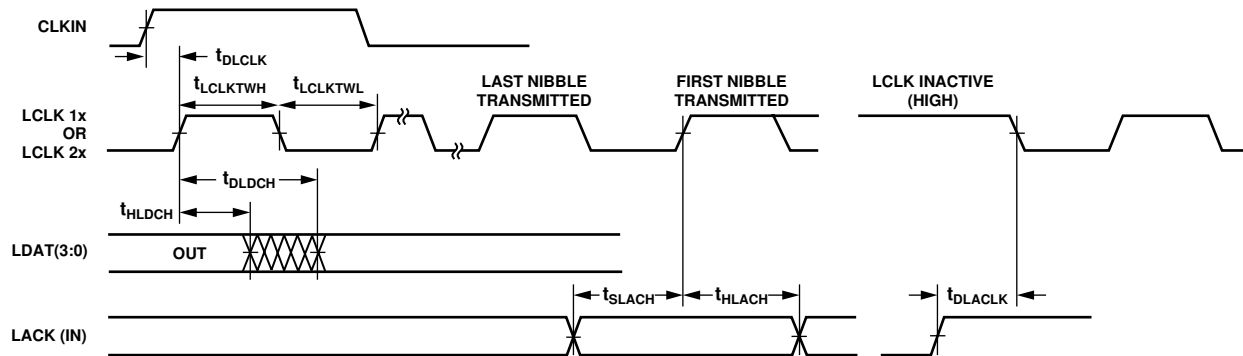 CLKIN
tDLCLK
tLCLKTWH
tLCLKTWL
LAST NIBBLE
TRANSMITTED
FIRST NIBBLE
TRANSMITTED
LCLK INACTIVE
(HIGH)
LCLK 1x
OR
LCLK 2x
tDLDCH
tHLDCH
LDAT(3:0)
OUT
tSLACH
tHLACH
tDLACLK
LACK (IN)